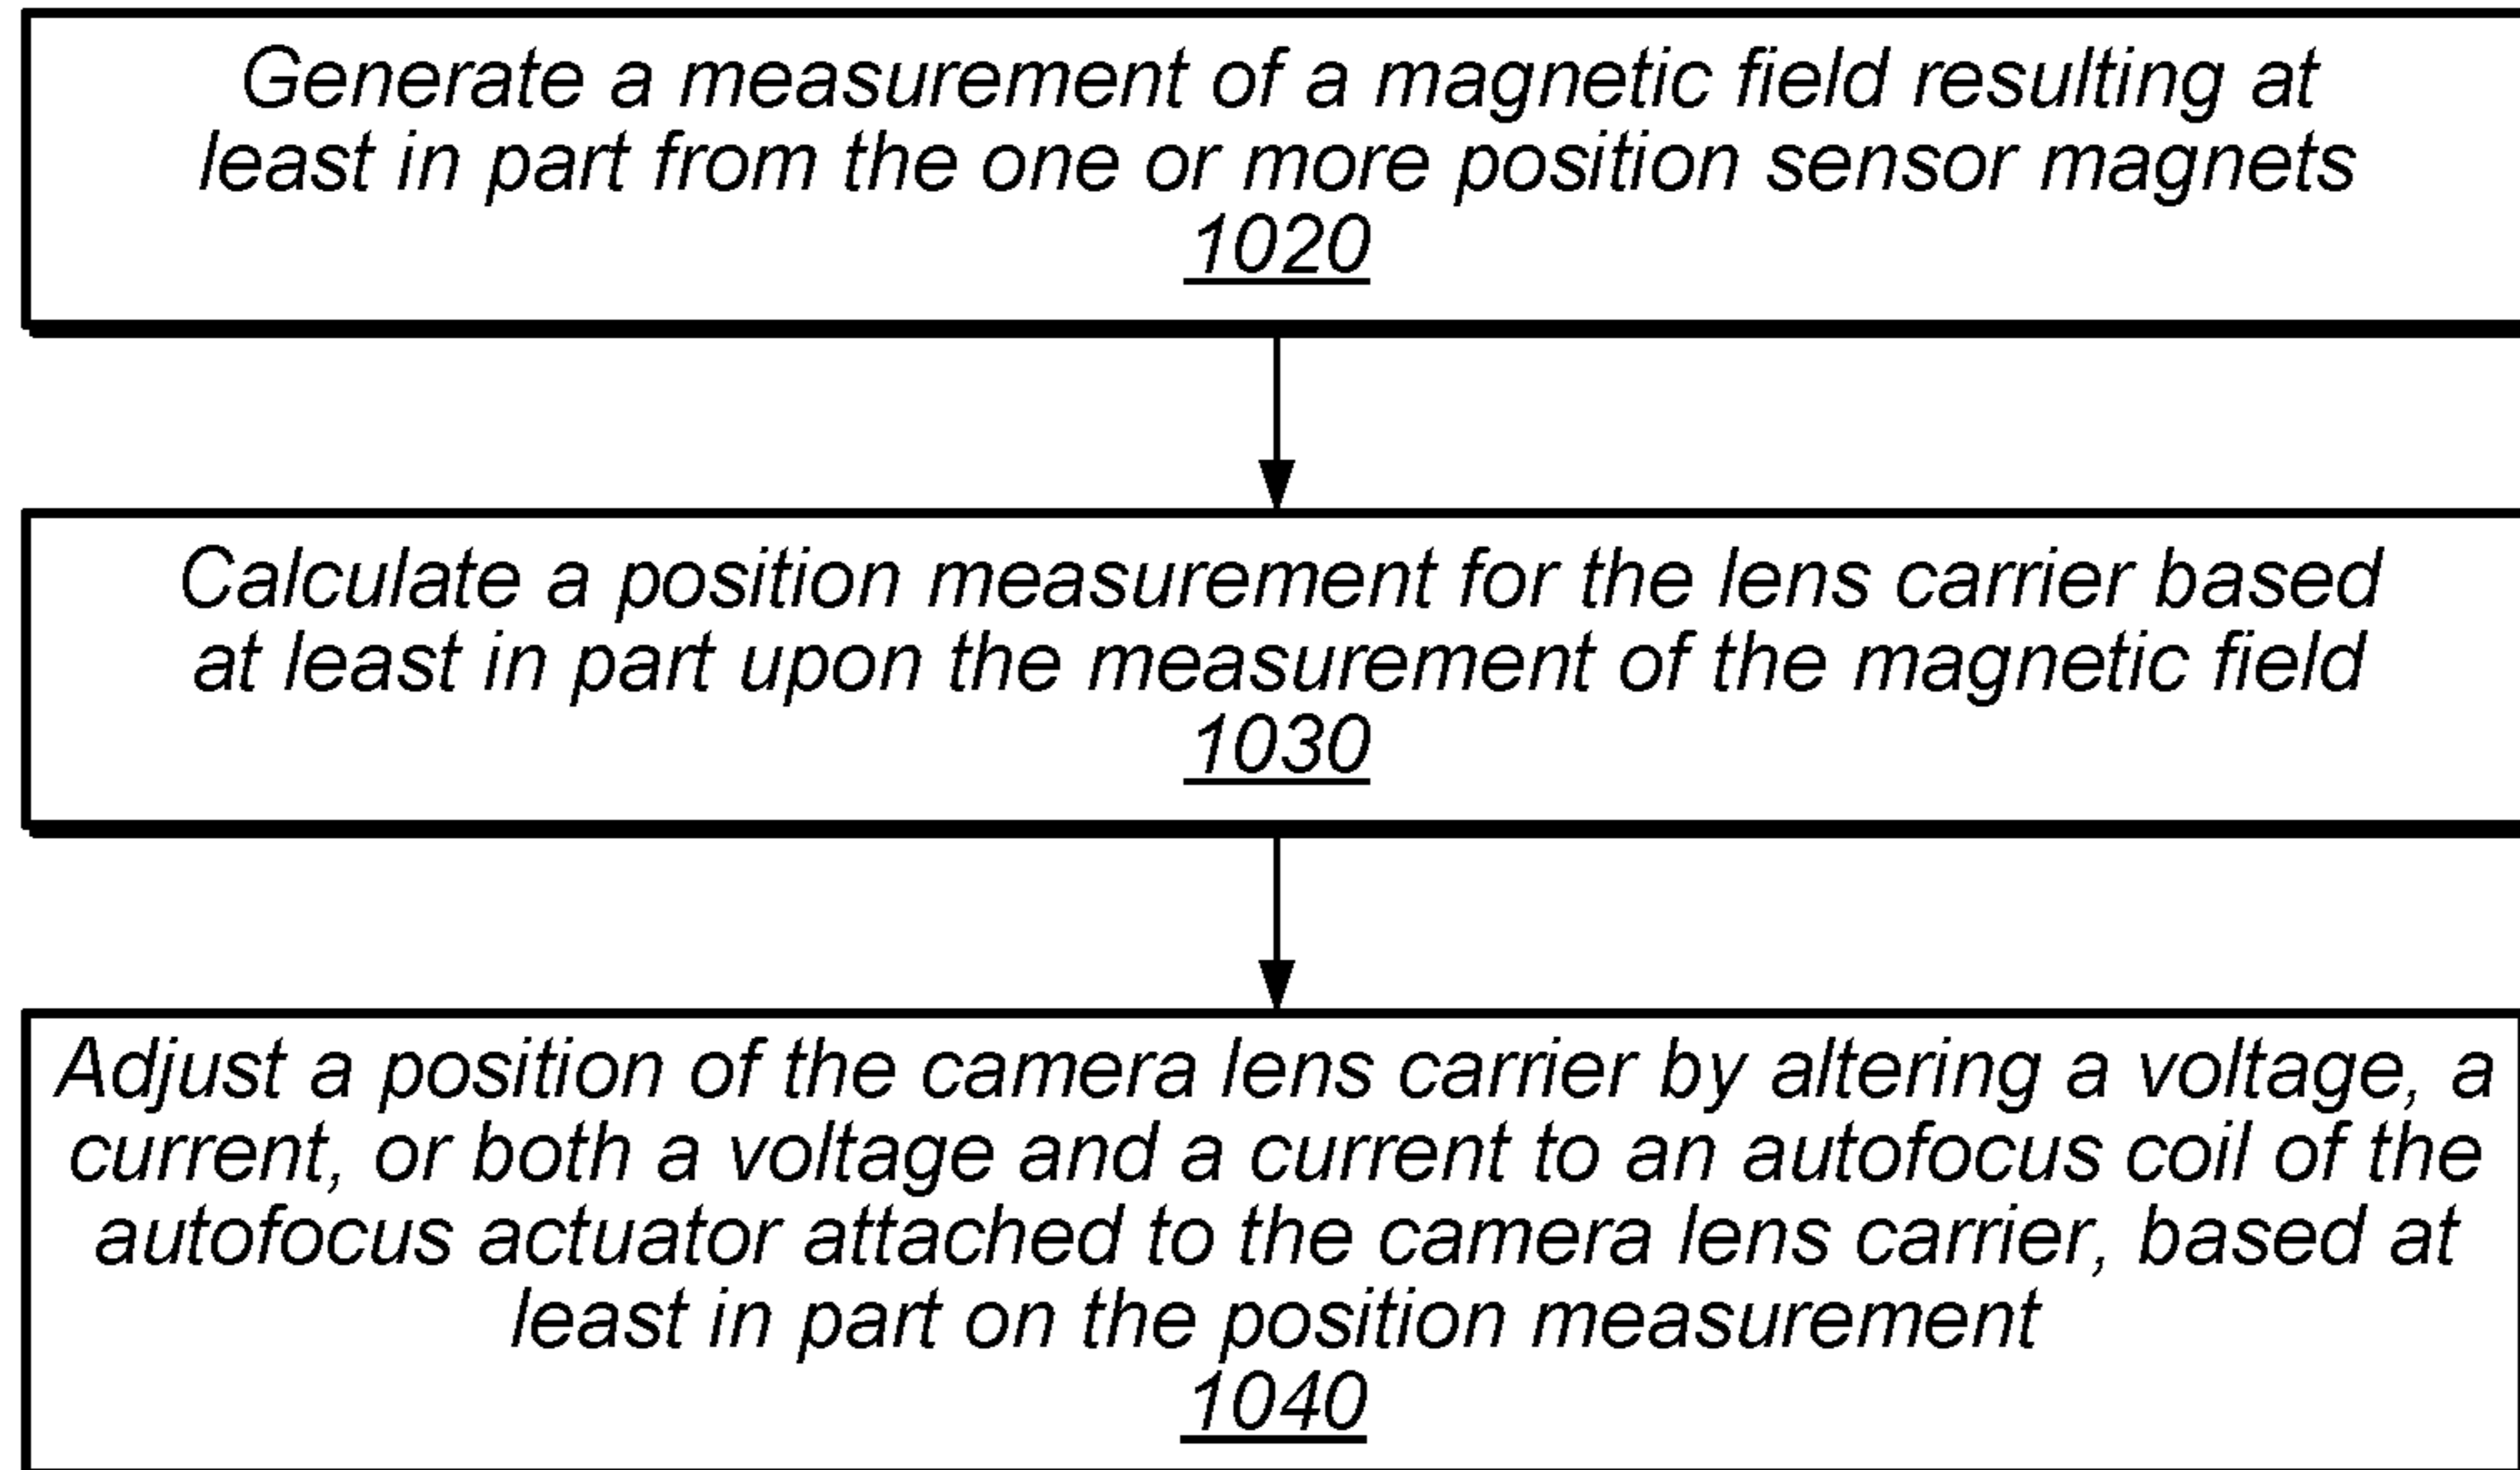 Generate a measurement of a magnetic field resulting at
least in part from the one or more position sensor magnets
1020
Calculate a position measurement for the lens carrier based
at least in part upon the measurement of the magnetic field
1030
Adjust a position of the camera lens carrier by altering a voltage, a
current, or both a voltage and a current to an autofocus coil of the
autofocus actuator attached to the camera lens carrier, based at
least in part on the position measurement
1040